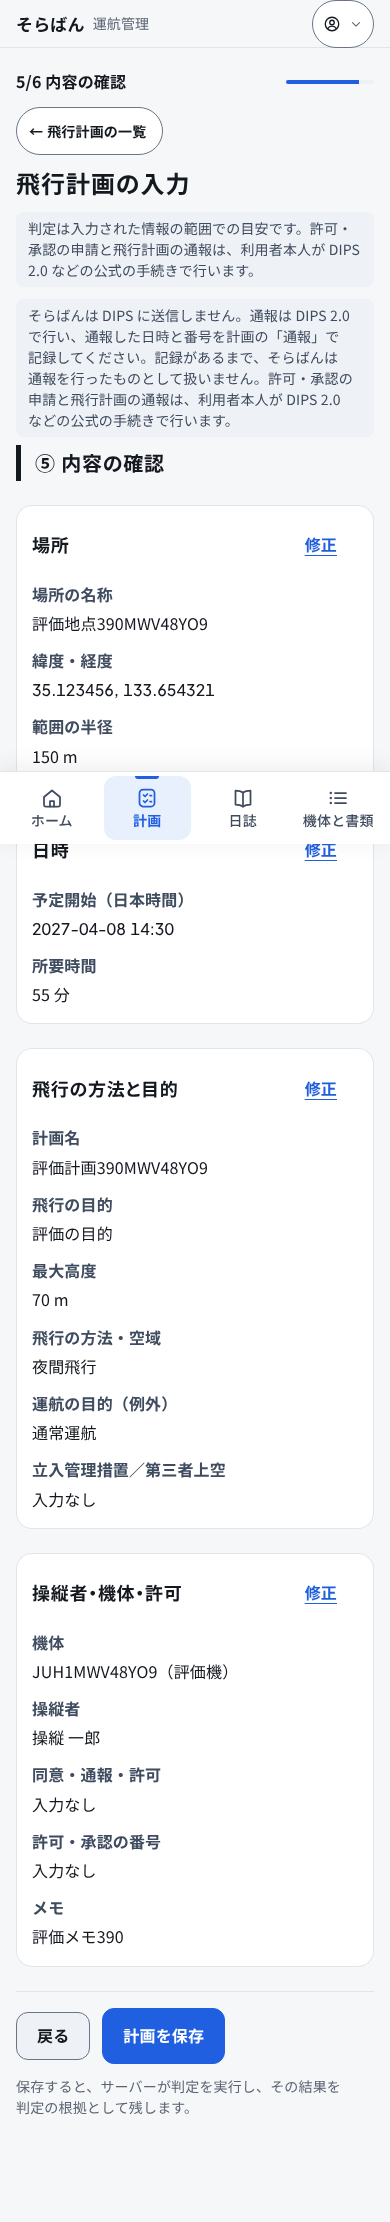 そらばん 運航管理
5/6 内容の確認
← 飛行計画の一覧
飛行計画の入力
判定は入力された情報の範囲での目安です。許可・
承認の申請と飛行計画の通報は、利用者本人が DIPS
2.0 などの公式の手続きで行います。
そらばんは DIPS に送信しません。通報は DIPS 2.0
で行い、通報した日時と番号を計画の「通報」で
記録してください。記録があるまで、そらばんは
通報を行ったものとして扱いません。許可・承認の
申請と飛行計画の通報は、利用者本人が DIPS 2.0
などの公式の手続きで行います。
⑤ 内容の確認
場所 修正
場所の名称
評価地点390MWV48YO9
緯度・経度
35.123456, 133.654321
範囲の半径
150 m
ホーム 計画 日誌 機体と書類
日時 修正
予定開始（日本時間）
2027-04-08 14:30
所要時間
55 分
飛行の方法と目的 修正
計画名
評価計画390MWV48YO9
飛行の目的
評価の目的
最大高度
70 m
飛行の方法・空域
夜間飛行
運航の目的（例外）
通常運航
立入管理措置／第三者上空
入力なし
操縦者・機体・許可 修正
機体
JUH1MWV48YO9（評価機）
操縦者
操縦 一郎
同意・通報・許可
入力なし
許可・承認の番号
入力なし
メモ
評価メモ390
戻る 計画を保存
保存すると、サーバーが判定を実行し、その結果を
判定の根拠として残します。